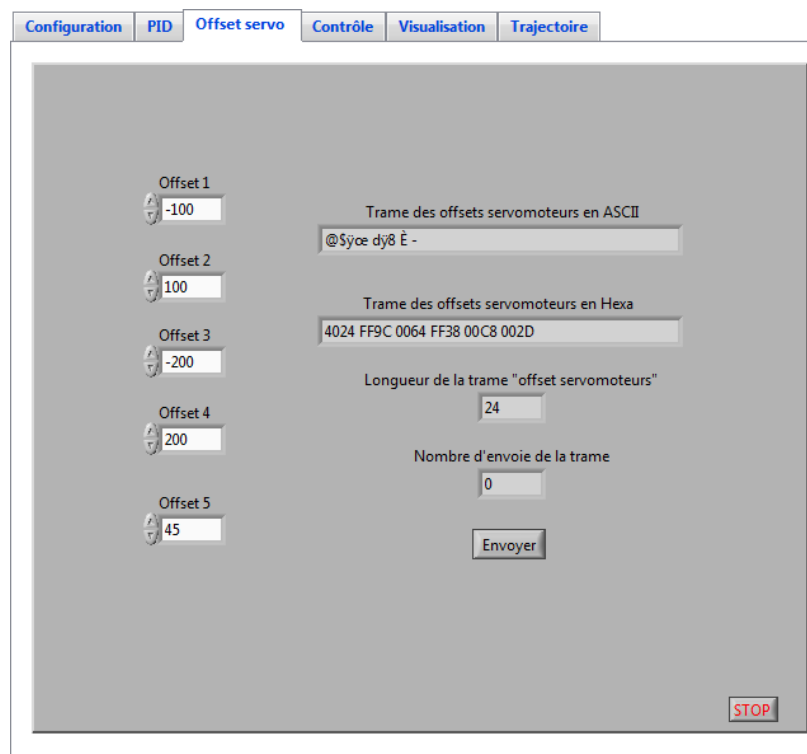 Configuration PID Offset servo Contrôle Visualisation Trajectoire
Offset 1
-100
Offset 2
100
Offset 3
-200
Offset 4
200
Offset 5
45
Trame des offsets servomoteurs en ASCII
@$ÿœ dÿ8 È -
Trame des offsets servomoteurs en Hexa
4024 FF9C 0064 FF38 00C8 002D
Longueur de la trame "offset servomoteurs"
24
Nombre d'envoie de la trame
0
Envoyer
STOP